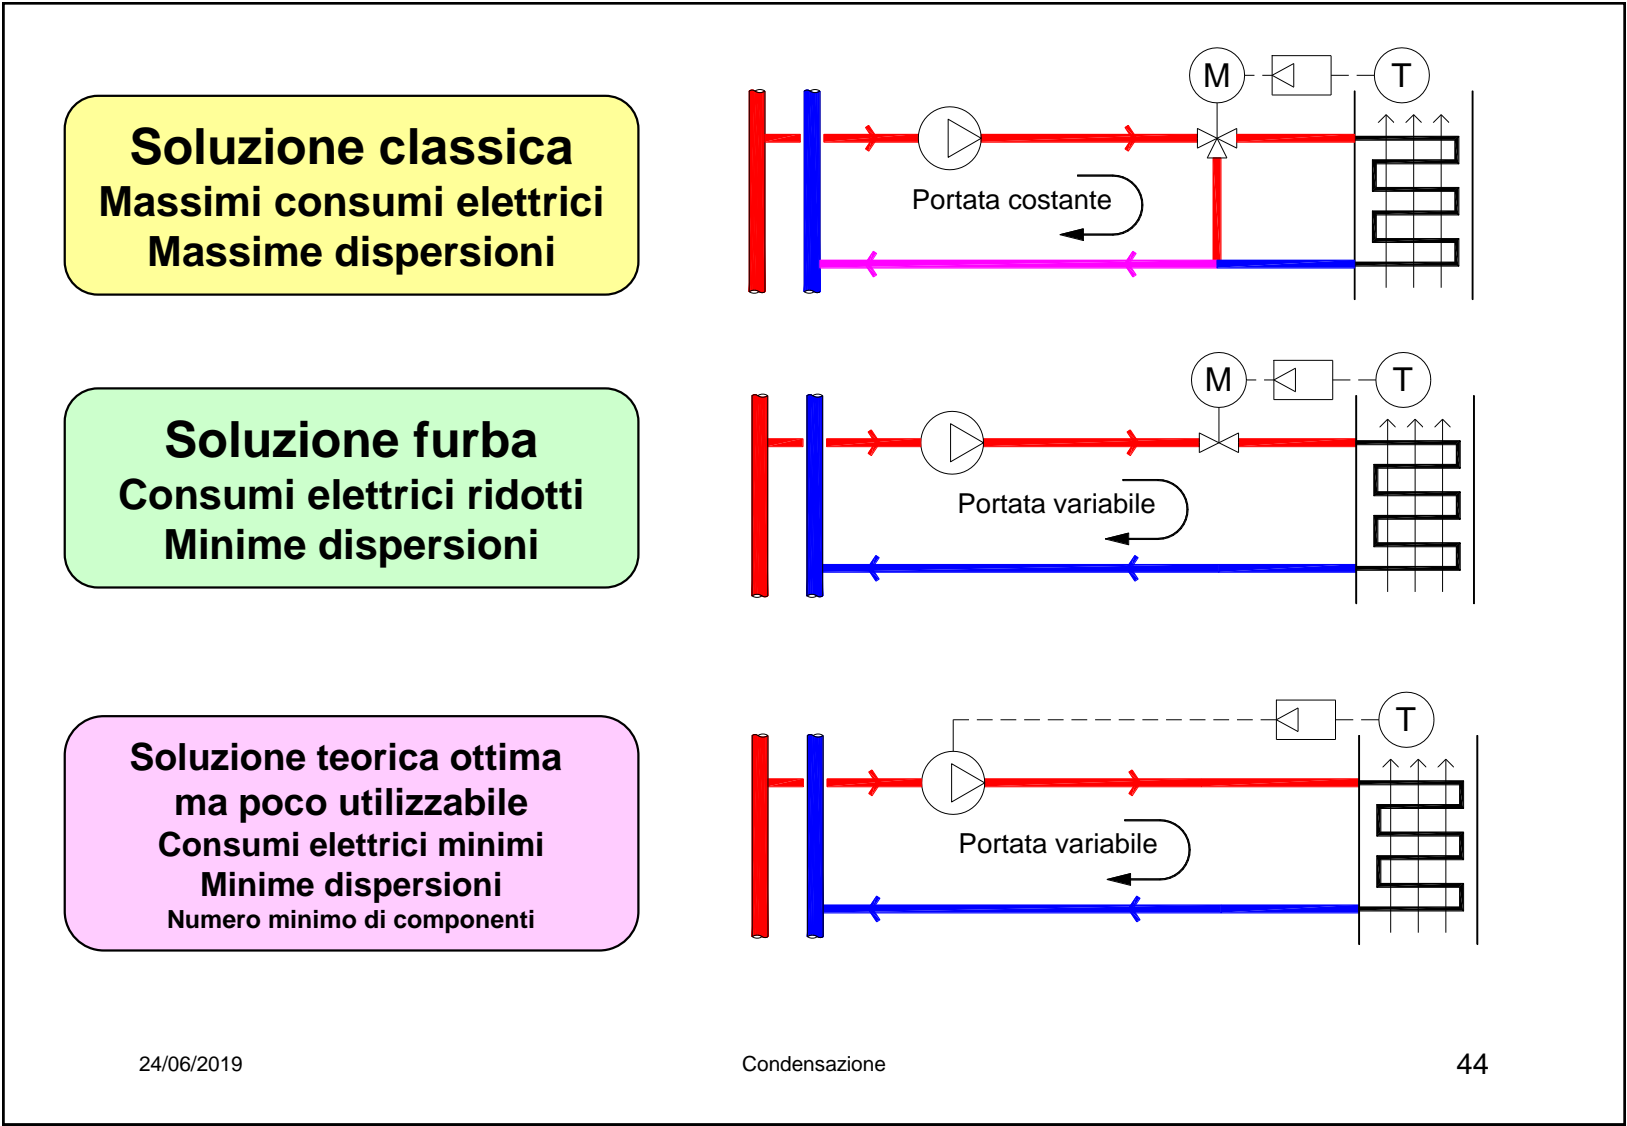 Soluzione classica
Massimi consumi elettrici
Massime dispersioni
M
T
Portata costante
Soluzione furba
Consumi elettrici ridotti
Minime dispersioni
M
T
Portata variabile
Soluzione teorica ottima
ma poco utilizzabile
Consumi elettrici minimi
Minime dispersioni
Numero minimo di componenti
T
Portata variabile
24/06/2019
Condensazione
44